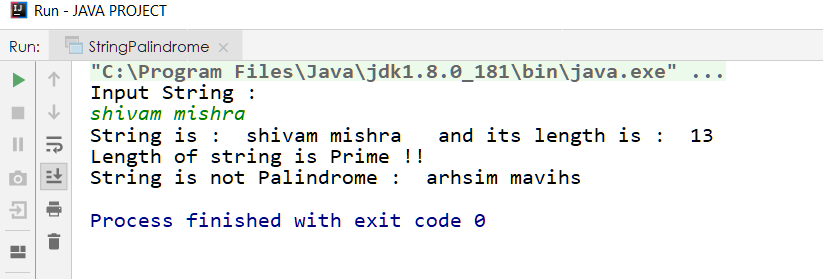 Run - JAVA PROJECT
Run: StringPalindrome ×
"C:\Program Files\Java\jdk1.8.0_181\bin\java.exe" ...
Input String :
shivam mishra
String is :  shivam mishra   and its length is :  13
Length of string is Prime !!
String is not Palindrome :  arhsim mavihs
Process finished with exit code 0